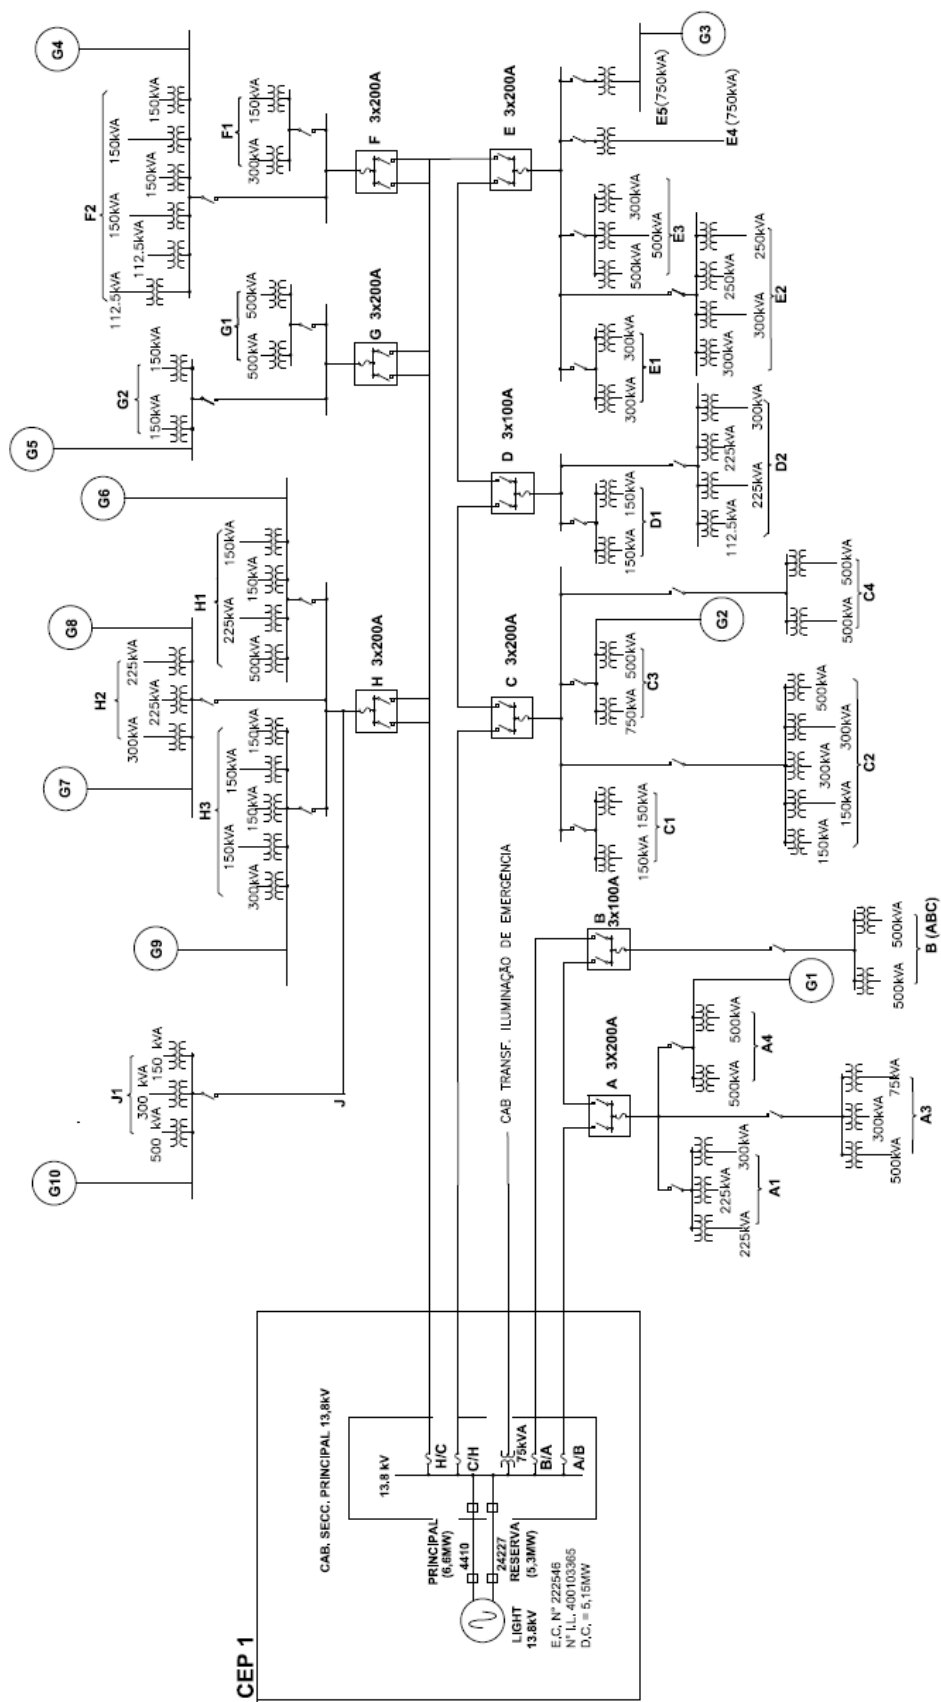 CEP 1
CAB. SECC. PRINCIPAL 13,8kV
13.8 kV
H/C
C/H
75kVA
B/A
A/B
PRINCIPAL
(6,6MW)
4410
24227
RESERVA
(5,3MW)
LIGHT
13.8kV
E.C. N° 222546
N° I.L. 400103365
D.C. = 5,15MW
G10
J1
500 kVA
300 kVA
150 kVA
J
CAB TRANSF. ILUMINAÇÃO DE EMERGÊNCIA
G9
H3
300kVA
150kVA
150kVA
150kVA
150kVA
G7
H2
300kVA
225kVA
225kVA
G8
H1
500kVA
225kVA
150kVA
150kVA
G6
H 3x200A
G5
G2
150kVA
150kVA
G1
500kVA
500kVA
G 3x200A
F2
112.5kVA
112.5kVA
150kVA
150kVA
150kVA
150kVA
G4
F1
300kVA
150kVA
F 3x200A
A 3X200A
225kVA
225kVA
300kVA
A1
500kVA
500kVA
A4
G1
500kVA
300kVA
75kVA
A3
B
3x100A
500kVA
500kVA
B (ABC)
C 3x200A
150kVA
150kVA
C1
150kVA
150kVA
300kVA
300kVA
500kVA
C2
750kVA
500kVA
C3
G2
500kVA
500kVA
C4
D 3x100A
150kVA
150kVA
D1
112.5kVA
225kVA
225kVA
300kVA
D2
E 3x200A
300kVA
300kVA
E1
300kVA
300kVA
250kVA
250kVA
E2
500kVA
500kVA
300kVA
E3
E4 (750kVA)
E5 (750kVA)
G3